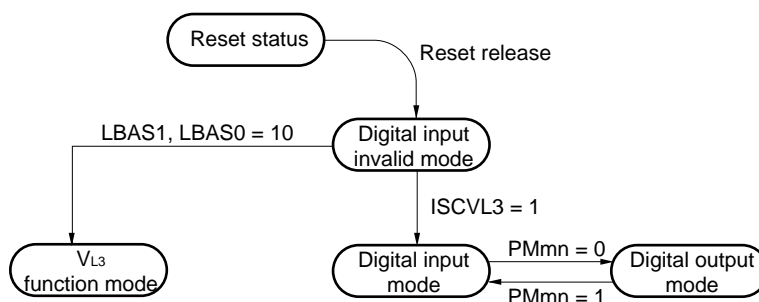 Reset status
Reset release
LBAS1, LBAS0 = 10
Digital input
invalid mode
ISCVL3 = 1
VL3
function mode
Digital input
mode
PMmn = 0
PMmn = 1
Digital output
mode